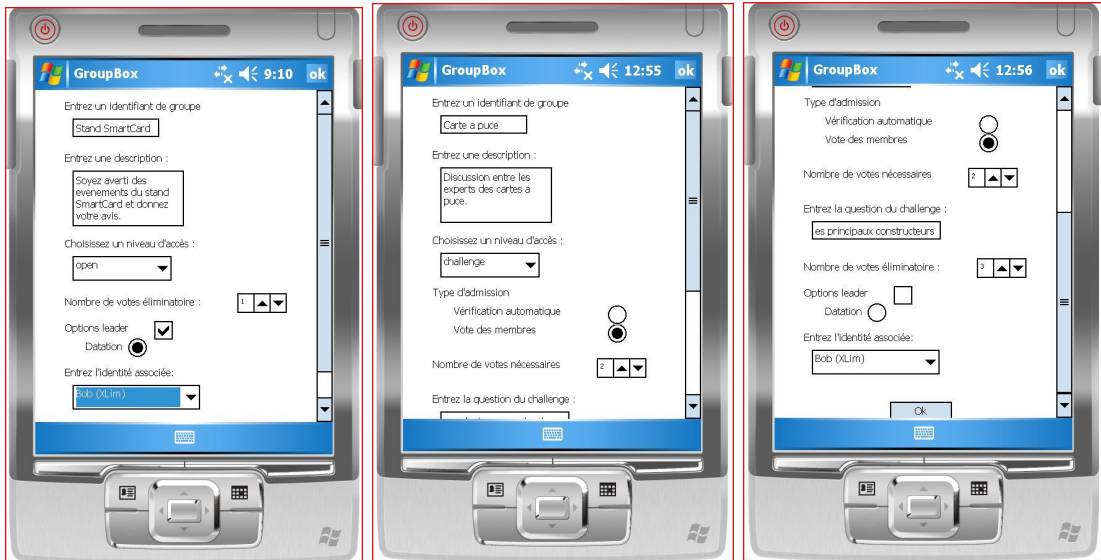 GroupBox 9:10 ok
Entrez un identifiant de groupe
Stand SmartCard
Entrez une description :
Soyez averti des
evenements du stand
SmartCard et donnez
votre avis.
Choisissez un niveau d'accès :
open
Nombre de votes éliminatoire :
1
Options leader
Datation
Entrez l'identité associée:
Bob (XLim)
GroupBox 12:55 ok
Entrez un identifiant de groupe
Carte a puce
Entrez une description :
Discussion entre les
experts des cartes a
puce.
Choisissez un niveau d'accès :
challenge
Type d'admission
Vérification automatique
Vote des membres
Nombre de votes nécessaires
2
Entrez la question du challenge :
GroupBox 12:56 ok
Type d'admission
Vérification automatique
Vote des membres
Nombre de votes nécessaires
2
Entrez la question du challenge :
es principaux constructeurs
Nombre de votes éliminatoire :
3
Options leader
Datation
Entrez l'identité associée:
Bob (XLim)
Ok